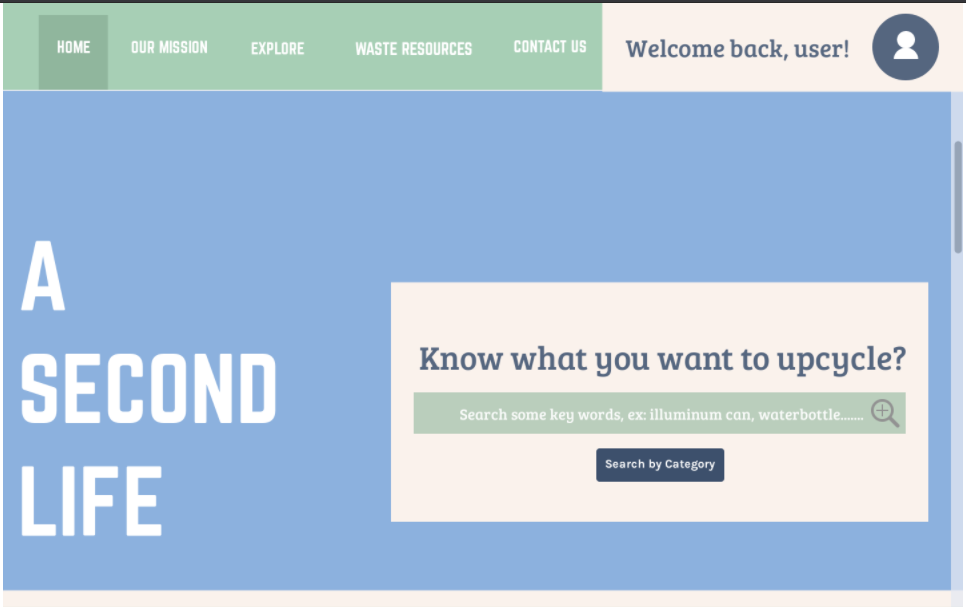 HOME OUR MISSION EXPLORE WASTE RESOURCES CONTACT US Welcome back, user!
A
SECOND
LIFE
Know what you want to upcycle?
Search some key words, ex: illuminum can, waterbottle.......
Search by Category